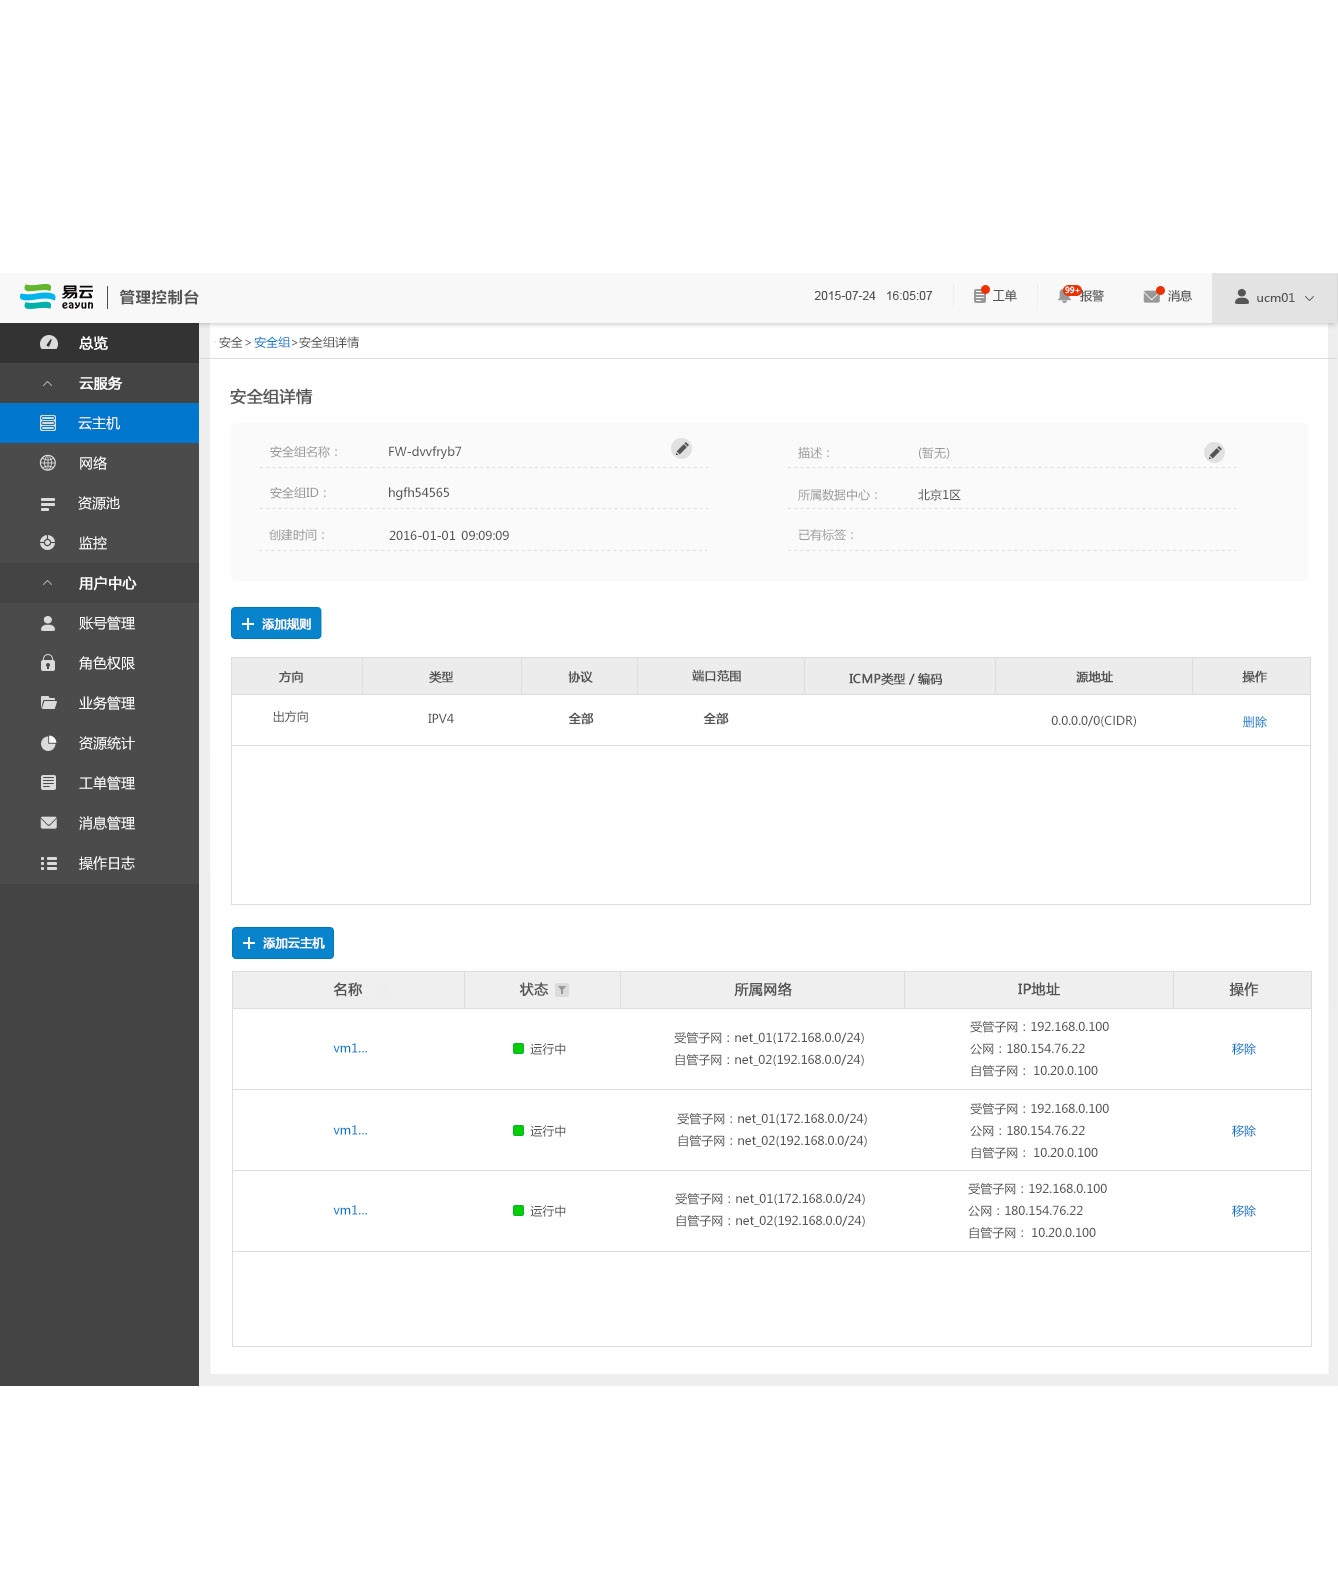 易云 eayun 管理控制台 2015-07-24 16:05:07 工单 99+ 报警 消息 ucm01
总览
云服务
云主机
网络
资源池
监控
用户中心
账号管理
角色权限
业务管理
资源统计
工单管理
消息管理
操作日志
安全 > 安全组>安全组详情
安全组详情
安全组名称： FW-dvvfryb7 描述： (暂无)
安全组ID： hgfh54565 所属数据中心： 北京1区
创建时间： 2016-01-01 09:09:09 已有标签：
添加规则
方向 类型 协议 端口范围 ICMP类型 / 编码 源地址 操作
出方向 IPV4 全部 全部 0.0.0.0/0(CIDR) 删除
添加云主机
名称 状态 所属网络 IP地址 操作
受管子网：192.168.0.100
受管子网：net_01(172.168.0.0/24)
vm1... 运行中 公网：180.154.76.22 移除
自管子网：net_02(192.168.0.0/24)
自管子网： 10.20.0.100
受管子网：192.168.0.100
受管子网：net_01(172.168.0.0/24)
vm1... 运行中 公网：180.154.76.22 移除
自管子网：net_02(192.168.0.0/24)
自管子网： 10.20.0.100
受管子网：192.168.0.100
受管子网：net_01(172.168.0.0/24)
vm1... 运行中 公网：180.154.76.22 移除
自管子网：net_02(192.168.0.0/24)
自管子网： 10.20.0.100